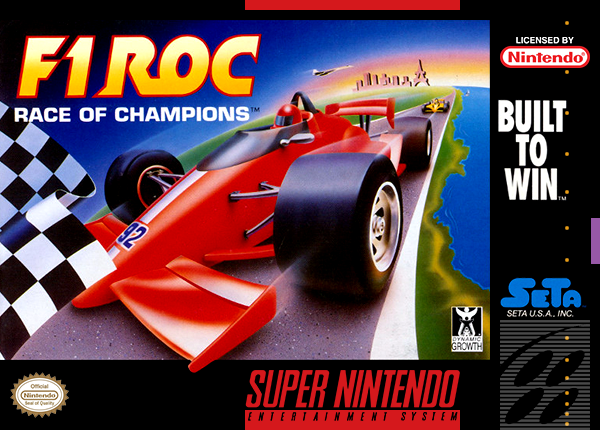 F1 ROC
RACE OF CHAMPIONS™
92
DYNAMIC
GROWTH
LICENSED BY
Nintendo®
BUILT
TO
WIN™
SETA
SETA U.S.A., INC.
Official
Nintendo
Seal of Quality
SUPER NINTENDO
ENTERTAINMENT SYSTEM